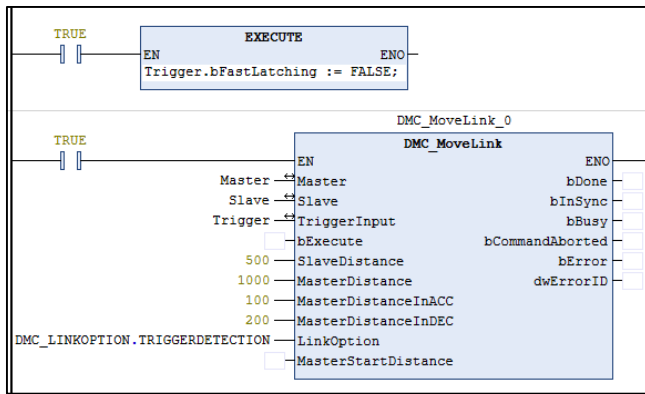 TRUE
EXECUTE
EN ENO
Trigger.bFastLatching := FALSE;
DMC_MoveLink_0
TRUE
DMC_MoveLink
EN ENO
Master Master bDone
Slave Slave bInSync
Trigger TriggerInput bBusy
bExecute bCommandAborted
500 SlaveDistance bError
1000 MasterDistance dwErrorID
100 MasterDistanceInACC
200 MasterDistanceInDEC
DMC_LINKOPTION.TRIGGERDETECTION LinkOption
MasterStartDistance